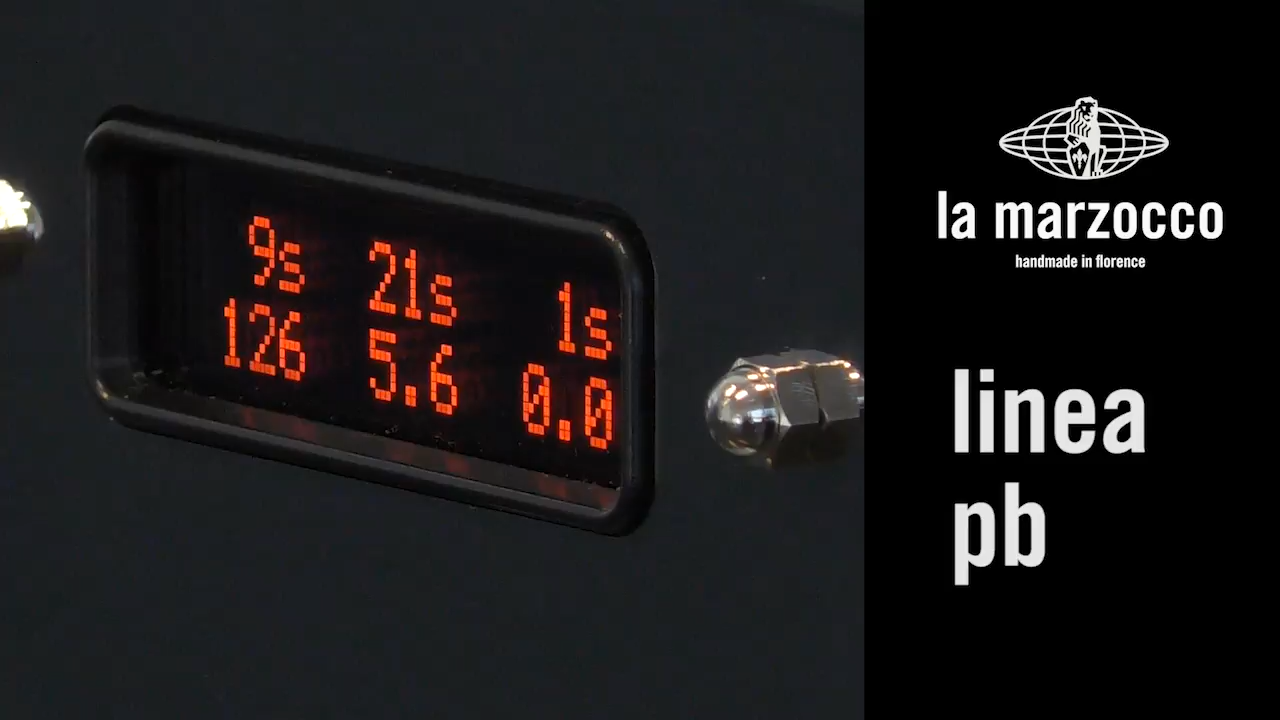 9s 21s 1s
126 5.6 0.0
la marzocco
handmade in florence
linea
pb